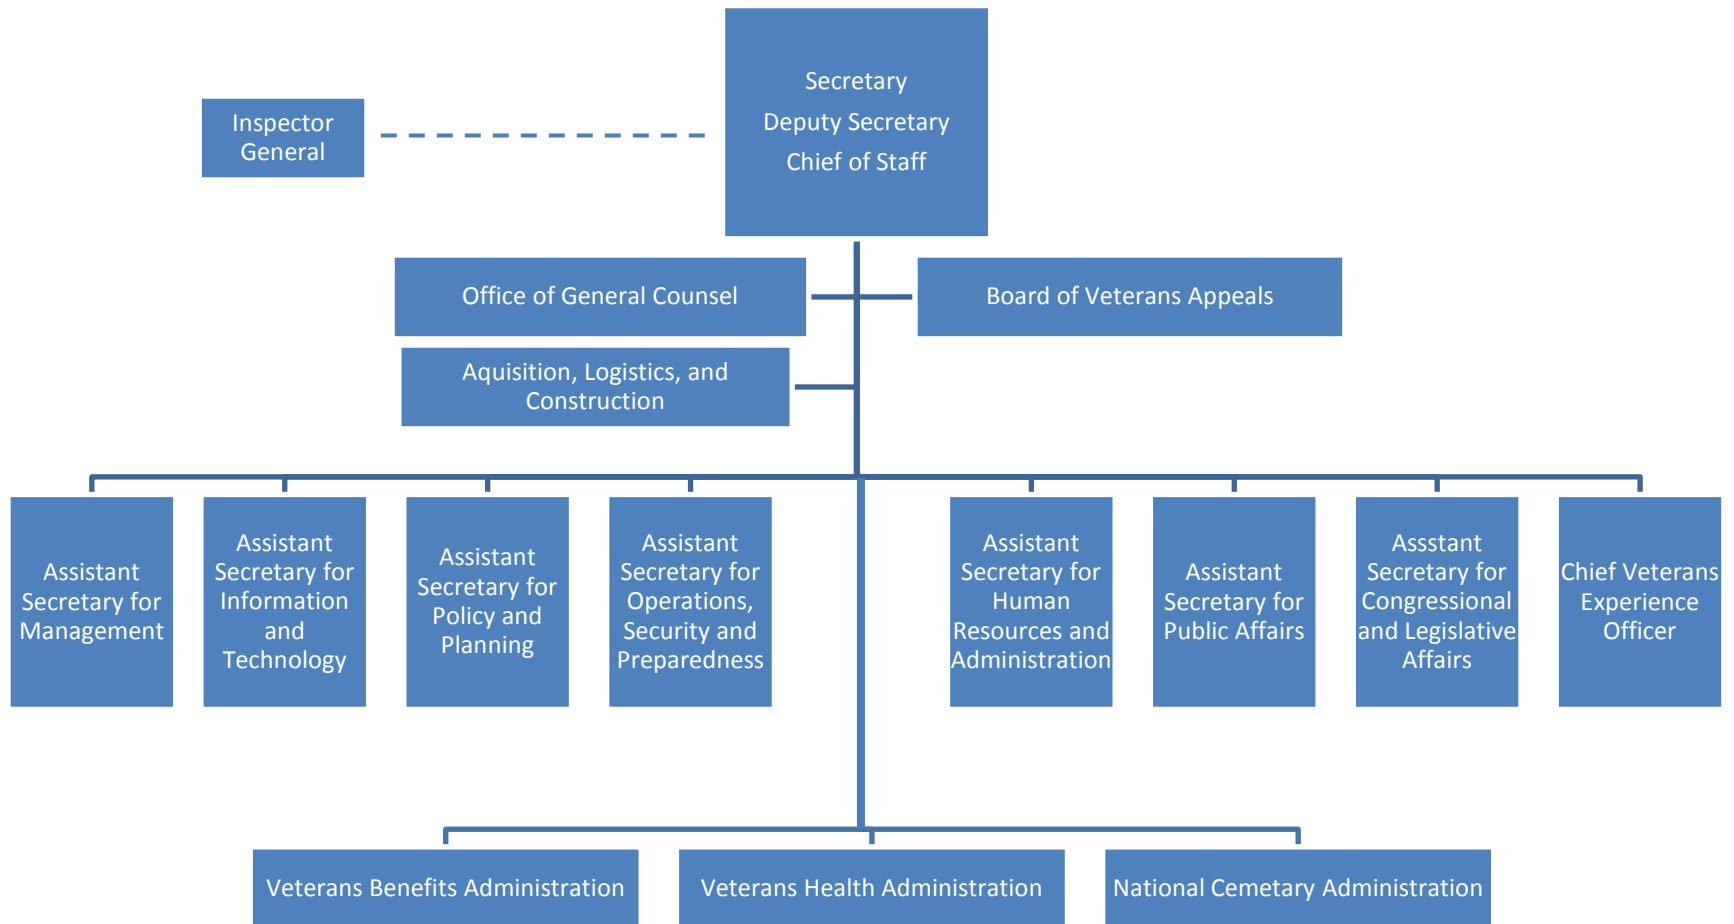 Secretary
Deputy Secretary
Chief of Staff
Inspector
General
Office of General Counsel
Board of Veterans Appeals
Aquisition, Logistics, and
Construction
Assistant
Secretary for
Management
Assistant
Secretary for
Information
and
Technology
Assistant
Secretary for
Policy and
Planning
Assistant
Secretary for
Operations,
Security and
Preparedness
Assistant
Secretary for
Human
Resources and
Administration
Assistant
Secretary for
Public Affairs
Assstant
Secretary for
Congressional
and Legislative
Affairs
Chief Veterans
Experience
Officer
Veterans Benefits Administration
Veterans Health Administration
National Cemetary Administration